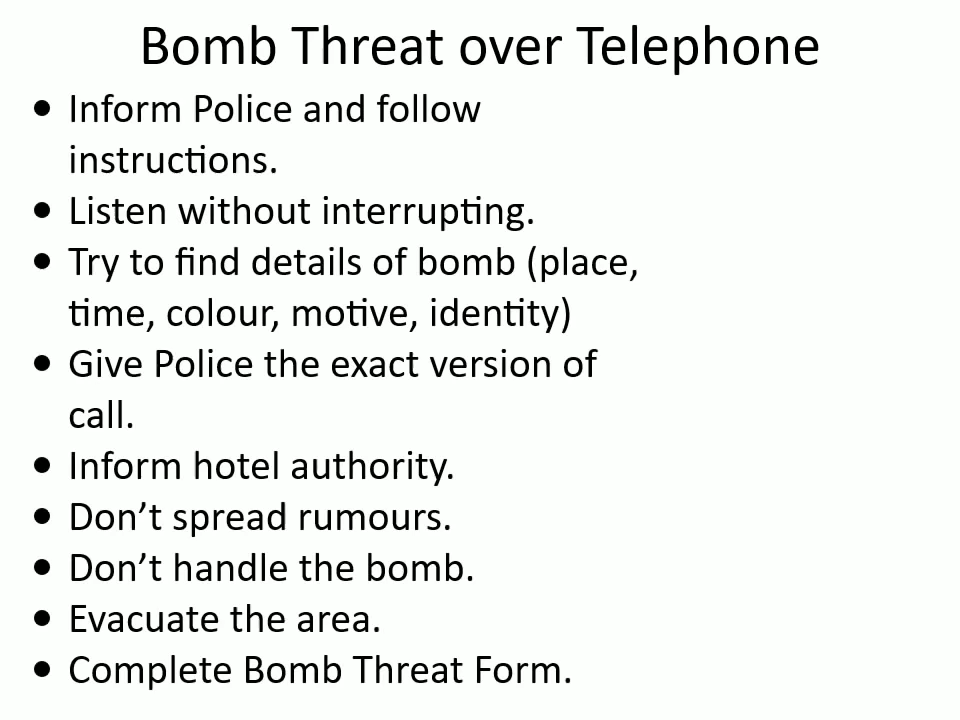 Bomb Threat over Telephone
• Inform Police and follow
instructions.
• Listen without interrupting.
• Try to find details of bomb (place,
time, colour, motive, identity)
• Give Police the exact version of
call.
• Inform hotel authority.
• Don’t spread rumours.
• Don’t handle the bomb.
• Evacuate the area.
• Complete Bomb Threat Form.